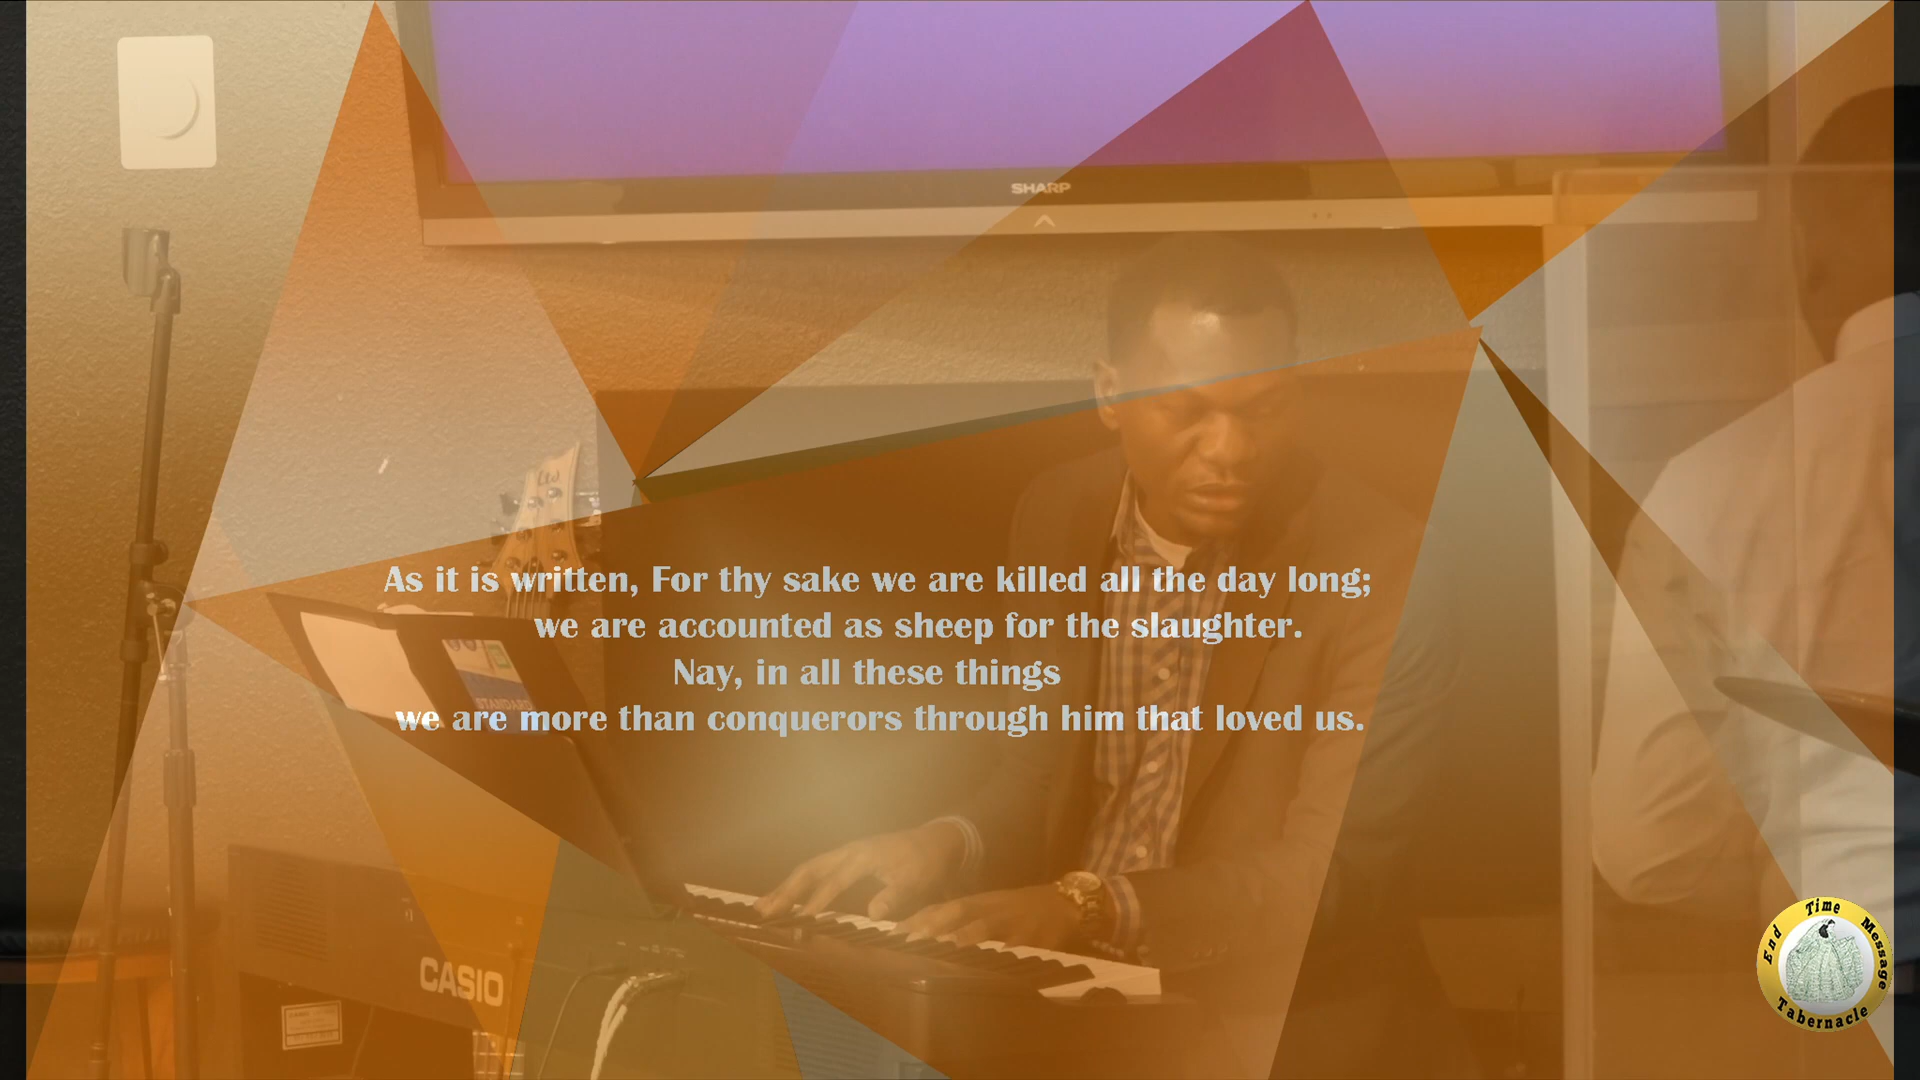 SHARP
Ltd
As it is written, For thy sake we are killed all the day long;
we are accounted as sheep for the slaughter.
Nay, in all these things
we are more than conquerors through him that loved us.
STANDARD
CASIO
End Time Message
Tabernacle